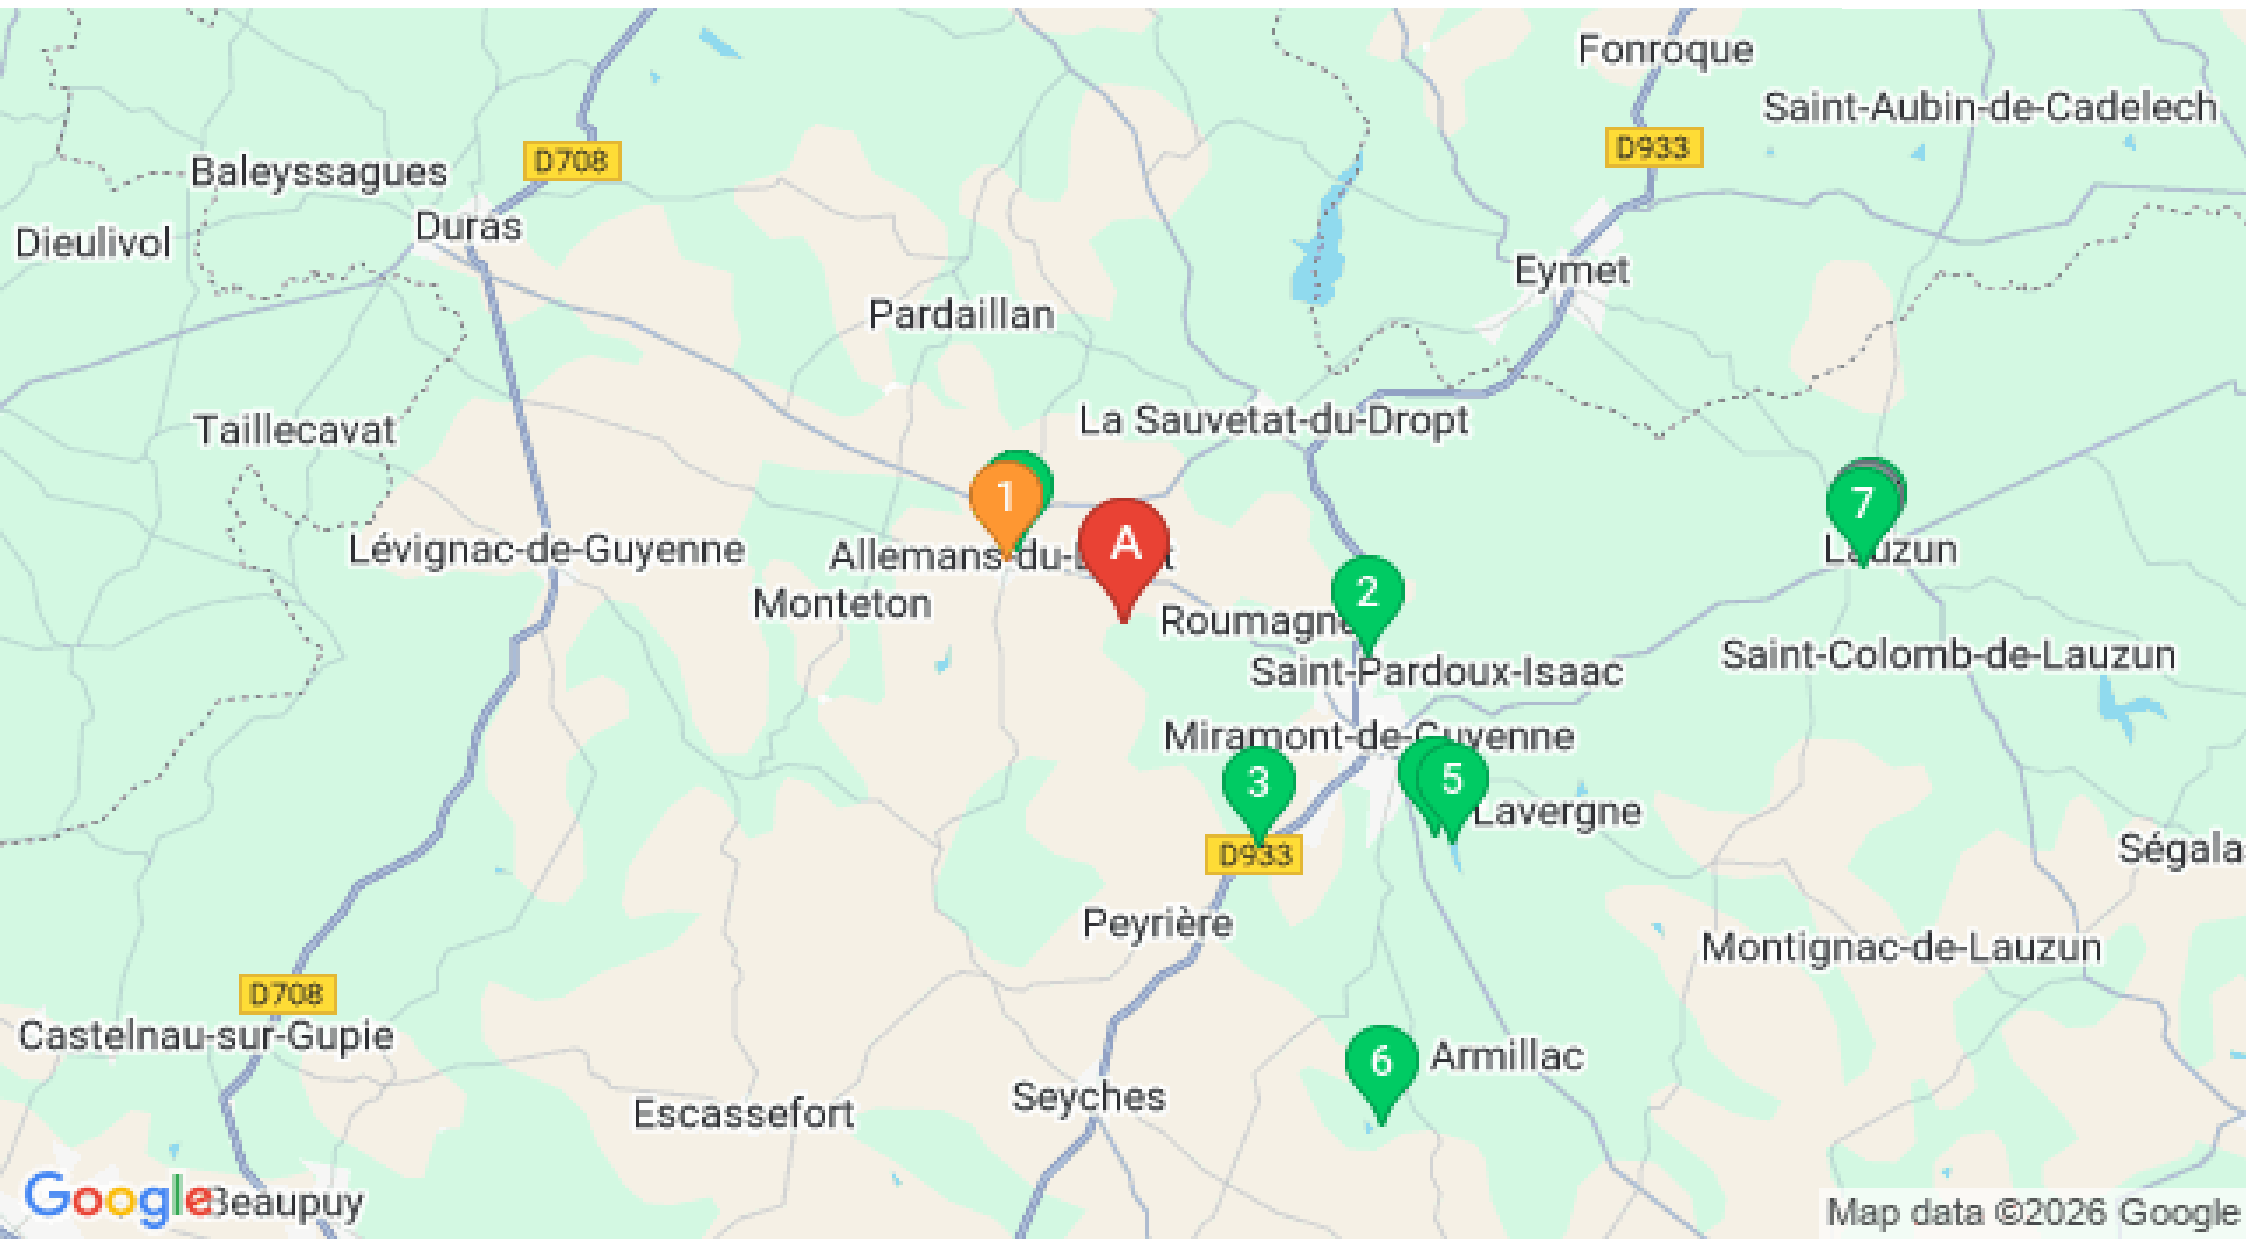 Fonroque
Saint-Aubin-de-Cadelech
D933
D708
Baleyssagues
Duras
Dieulivol
Eymet
Pardaillan
La Sauvetat-du-Dropt
Taillecavat
1
7
A
Lévignac-de-Guyenne
Allemans-du-
Lauzun
2
Monteton
Roumagne
Saint-Colomb-de-Lauzun
Saint-Pardoux-Isaac
Miramont-de-Guyenne
3
5
Lavergne
D933
Ségala
Peyrière
Montignac-de-Lauzun
D708
Castelnau-sur-Gupie
6
Armillac
Seyches
Escassefort
Google
Beaupuy
Map data ©2026 Google